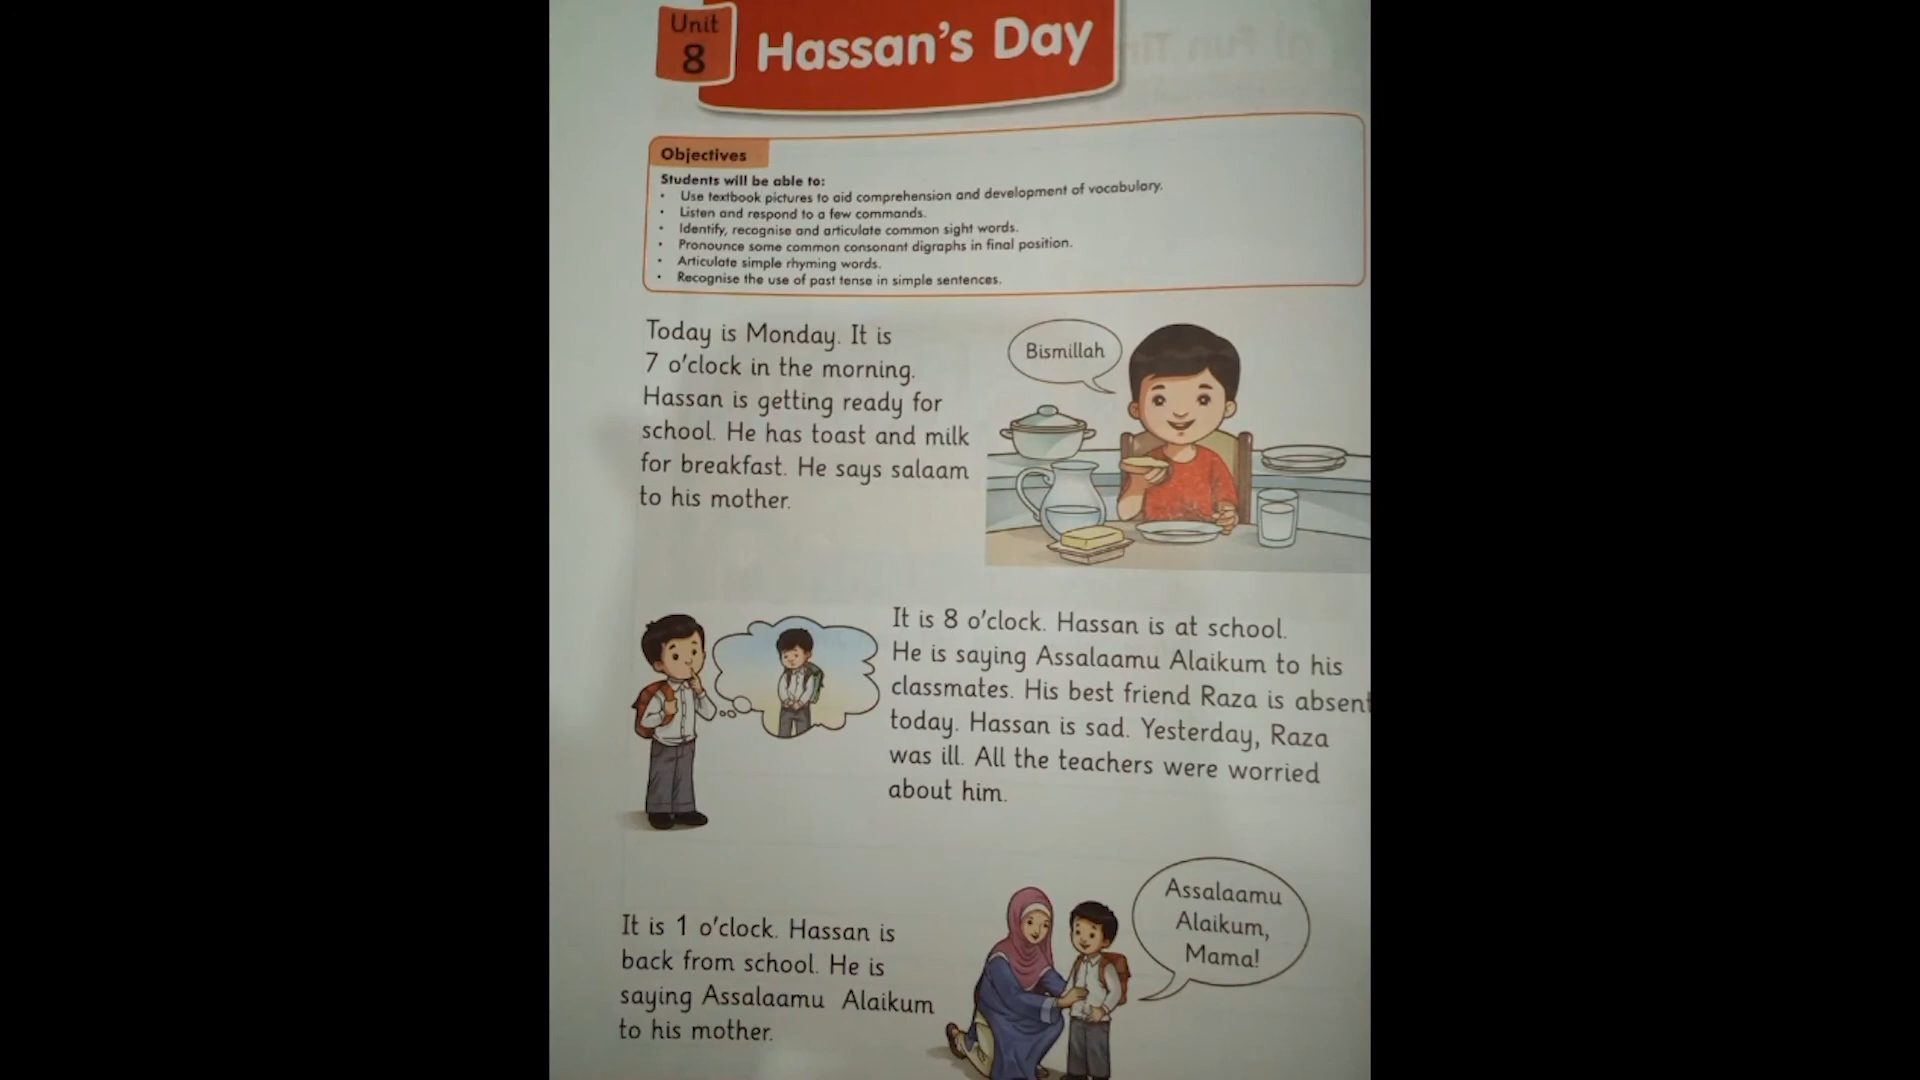 Unit
8
Hassan's Day
Objectives
Students will be able to:
• Use textbook pictures to aid comprehension and development of vocabulary.
• Listen and respond to a few commands.
• Identify, recognise and articulate common sight words.
• Pronounce some common consonant digraphs in final position.
• Articulate simple rhyming words.
• Recognise the use of past tense in simple sentences.
Today is Monday. It is
7 o'clock in the morning.
Hassan is getting ready for
school. He has toast and milk
for breakfast. He says salaam
to his mother.
Bismillah
It is 8 o'clock. Hassan is at school.
He is saying Assalaamu Alaikum to his
classmates. His best friend Raza is absent
today. Hassan is sad. Yesterday, Raza
was ill. All the teachers were worried
about him.
It is 1 o'clock. Hassan is
back from school. He is
saying Assalaamu Alaikum
to his mother.
Assalaamu
Alaikum,
Mama!